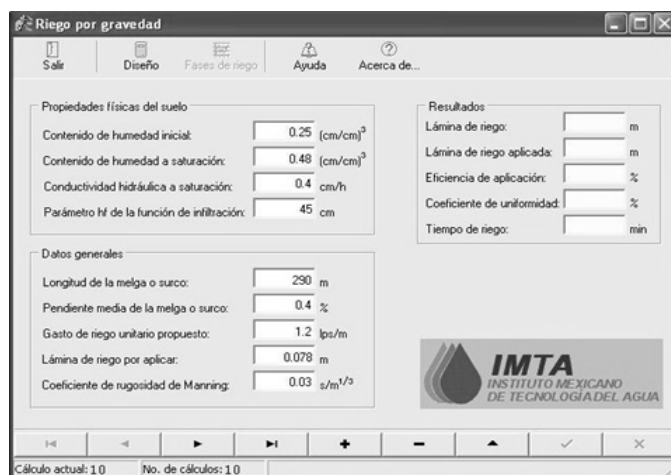 Riego por gravedad
Salir
Diseño
Fases de riego
Ayuda
Acerca de...
Propiedades físicas del suelo
Contenido de humedad inicial: 0.25 (cm/cm)³
Contenido de humedad a saturación: 0.48 (cm/cm)³
Conductividad hidráulica a saturación: 0.4 cm/h
Parámetro hf de la función de infiltración: 45 cm
Datos generales
Longitud de la melga o surco: 290 m
Pendiente media de la melga o surco: 0.4 %
Gasto de riego unitario propuesto: 1.2 lps/m
Lámina de riego por aplicar: 0.078 m
Coeficiente de rugosidad de Manning: 0.03 s/m^1/3
Resultados
Lámina de riego: m
Lámina de riego aplicada: m
Eficiencia de aplicación: %
Coeficiente de uniformidad: %
Tiempo de riego: min
IMTA
INSTITUTO MEXICANO
DE TECNOLOGÍA DEL AGUA
Cálculo actual: 10
No. de cálculos: 10